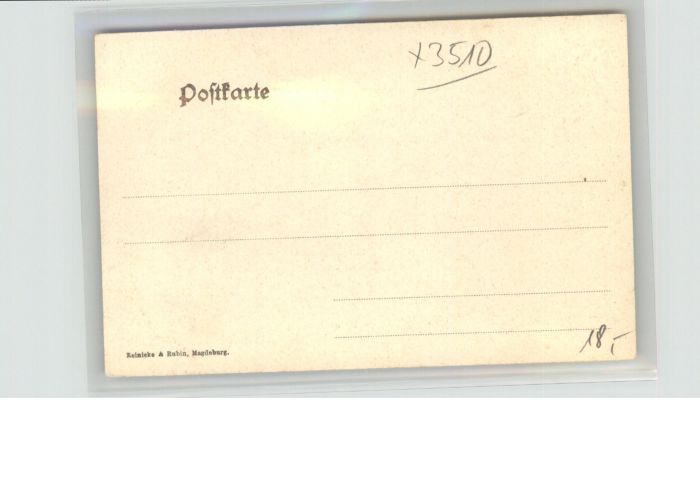 x3510
Postkarte
Reinicke & Rubin, Magdeburg.
18,-